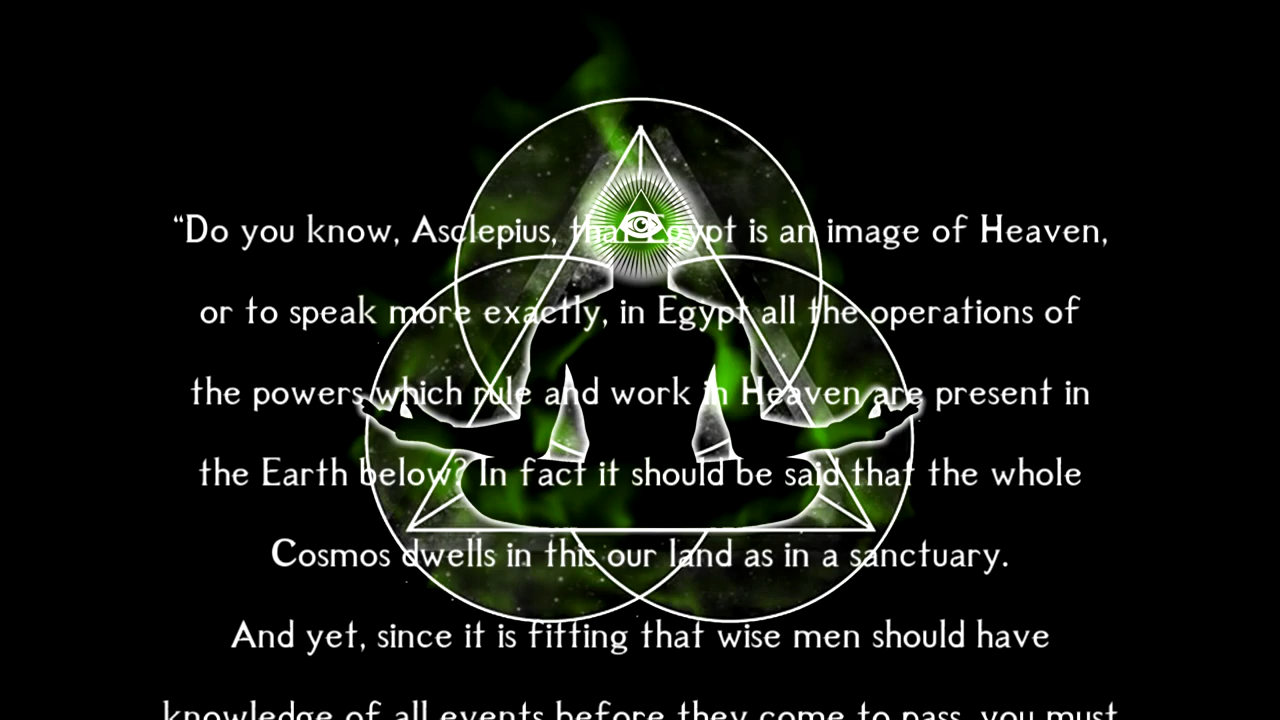 “Do you know, Asclepius, that Egypt is an image of Heaven,
or to speak more exactly, in Egypt all the operations of
the powers which rule and work in Heaven are present in
the Earth below? In fact it should be said that the whole
Cosmos dwells in this our land as in a sanctuary.
And yet, since it is fitting that wise men should have
knowledge of all events before they come to pass, you must